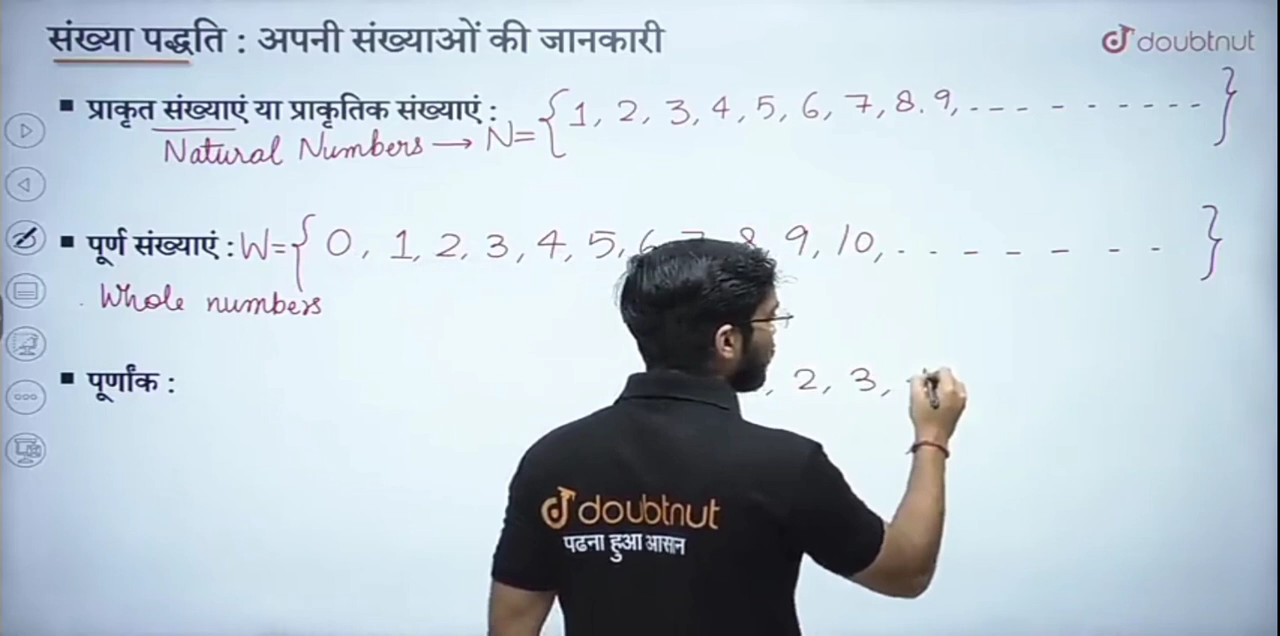 संख्या पद्धति : अपनी संख्याओं की जानकारी
doubtnut
▪ प्राकृत संख्याएं या प्राकृतिक संख्याएं : N={1, 2, 3, 4, 5, 6, 7, 8. 9, ----------}
Natural Numbers →
▪ पूर्ण संख्याएं : W={ 0, 1, 2, 3, 4, 5, 8, 9, 10, ------- }
Whole numbers
▪ पूर्णांक : , 2, 3,
doubtnut
पढना हुआ आसान